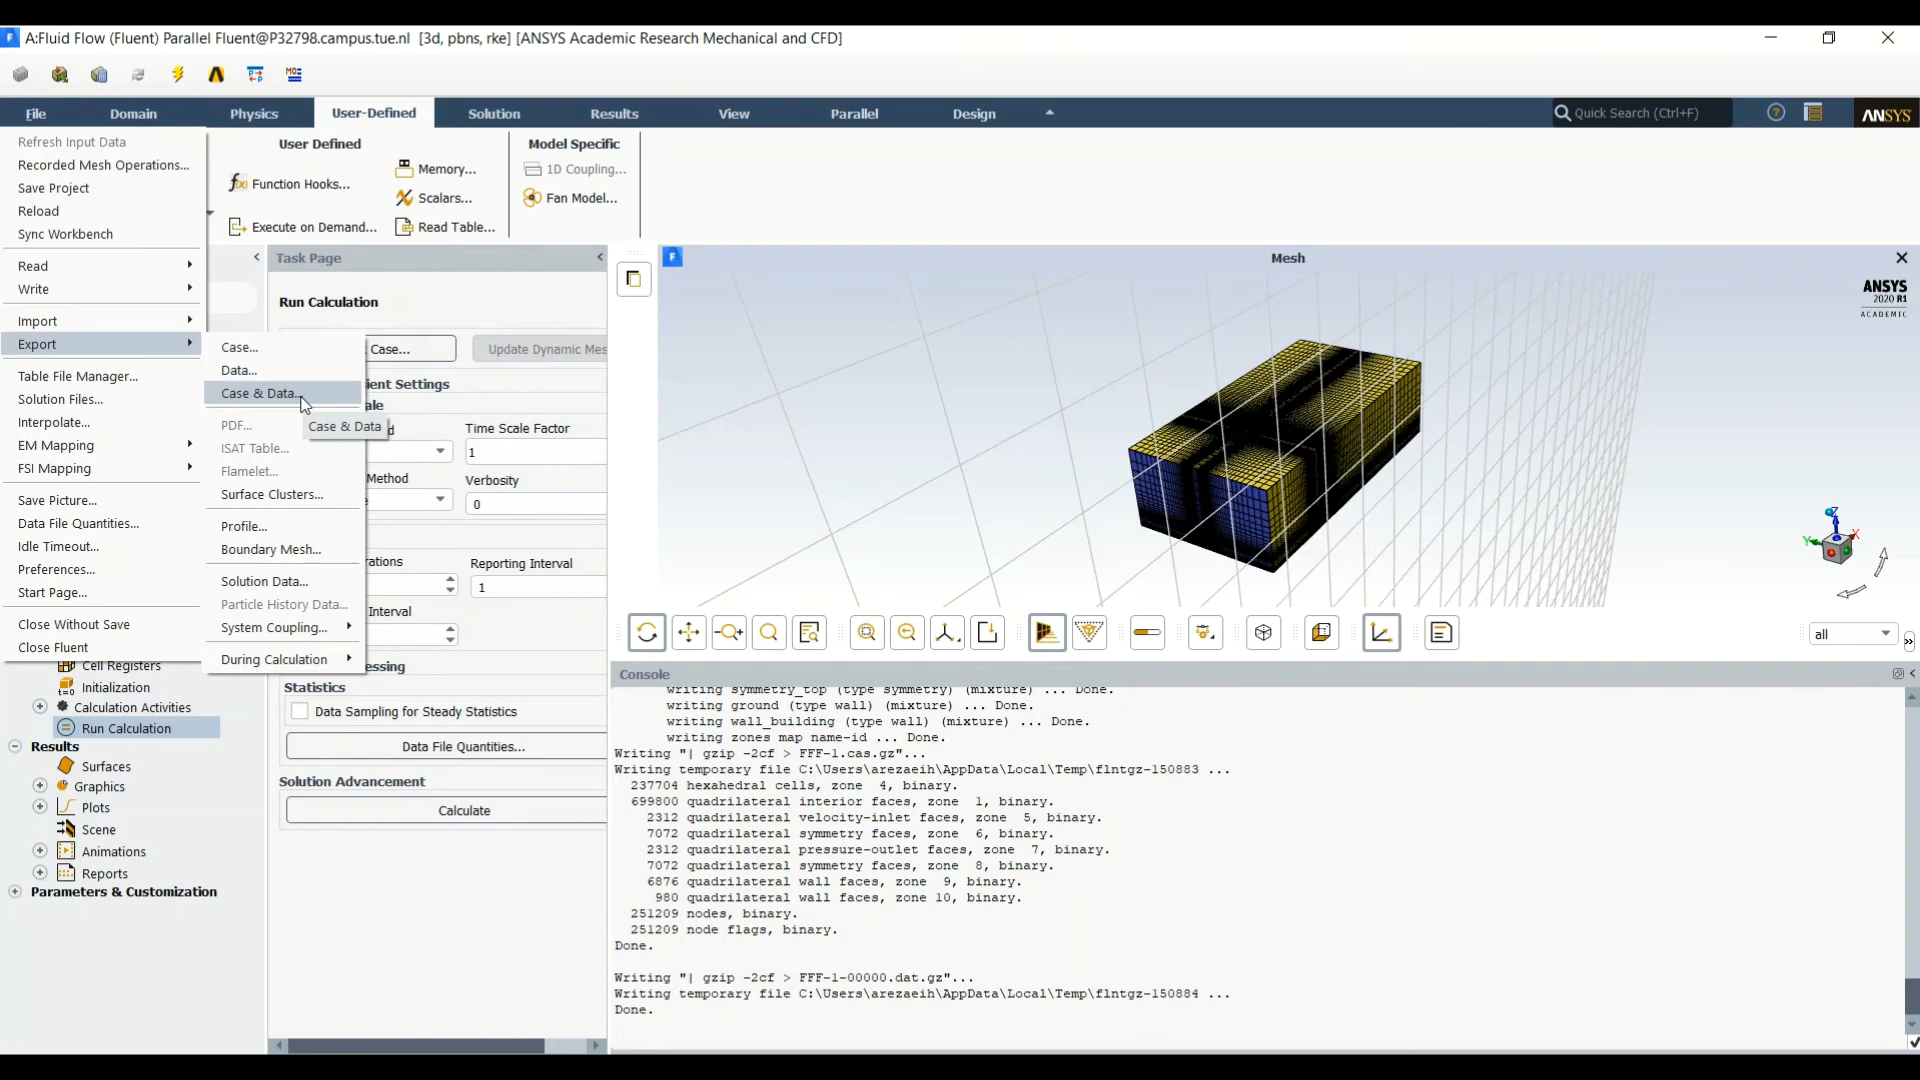 A:Fluid Flow (Fluent) Parallel Fluent@P32798.campus.tue.nl [3d, pbns, rke] [ANSYS Academic Research Mechanical and CFD]
File Domain Physics User-Defined Solution Results View Parallel Design
Quick Search (Ctrl+F)
ANSYS
Refresh Input Data
Recorded Mesh Operations...
Save Project
Reload
Sync Workbench
Read
Write
Import
Export
Table File Manager...
Solution Files...
Interpolate...
EM Mapping
FSI Mapping
Save Picture...
Data File Quantities...
Idle Timeout...
Preferences...
Start Page...
Close Without Save
Close Fluent
Case...
Data...
Case & Data...
PDF...
ISAT Table...
Flamelet...
Surface Clusters...
Profile...
Boundary Mesh...
Solution Data...
Particle History Data...
System Coupling...
During Calculation
Case & Data
User Defined
Function Hooks...
Execute on Demand...
Memory...
Scalars...
Read Table...
Model Specific
1D Coupling...
Fan Model...
Cell Registers
Initialization
Calculation Activities
Run Calculation
Results
Surfaces
Graphics
Plots
Scene
Animations
Reports
Parameters & Customization
Task Page
Run Calculation
Case...
Update Dynamic Mes
ient Settings
ale
d
Time Scale Factor
1
Method
Verbosity
e
0
rations
Reporting Interval
1
Interval
essing
Statistics
Data Sampling for Steady Statistics
Data File Quantities...
Solution Advancement
Calculate
Mesh
ANSYS
2020 R1
ACADEMIC
Z
Y
X
all
Console
writing symmetry_top (type symmetry) (mixture) ... Done.
writing ground (type wall) (mixture) ... Done.
writing wall_building (type wall) (mixture) ... Done.
writing zones map name-id ... Done.
Writing "| gzip -2cf > FFF-1.cas.gz"...
Writing temporary file C:\Users\arezaeih\AppData\Local\Temp\flntgz-150883 ...
237704 hexahedral cells, zone 4, binary.
699800 quadrilateral interior faces, zone 1, binary.
2312 quadrilateral velocity-inlet faces, zone 5, binary.
7072 quadrilateral symmetry faces, zone 6, binary.
2312 quadrilateral pressure-outlet faces, zone 7, binary.
7072 quadrilateral symmetry faces, zone 8, binary.
6876 quadrilateral wall faces, zone 9, binary.
980 quadrilateral wall faces, zone 10, binary.
251209 nodes, binary.
251209 node flags, binary.
Done.
Writing "| gzip -2cf > FFF-1-00000.dat.gz"...
Writing temporary file C:\Users\arezaeih\AppData\Local\Temp\flntgz-150884 ...
Done.